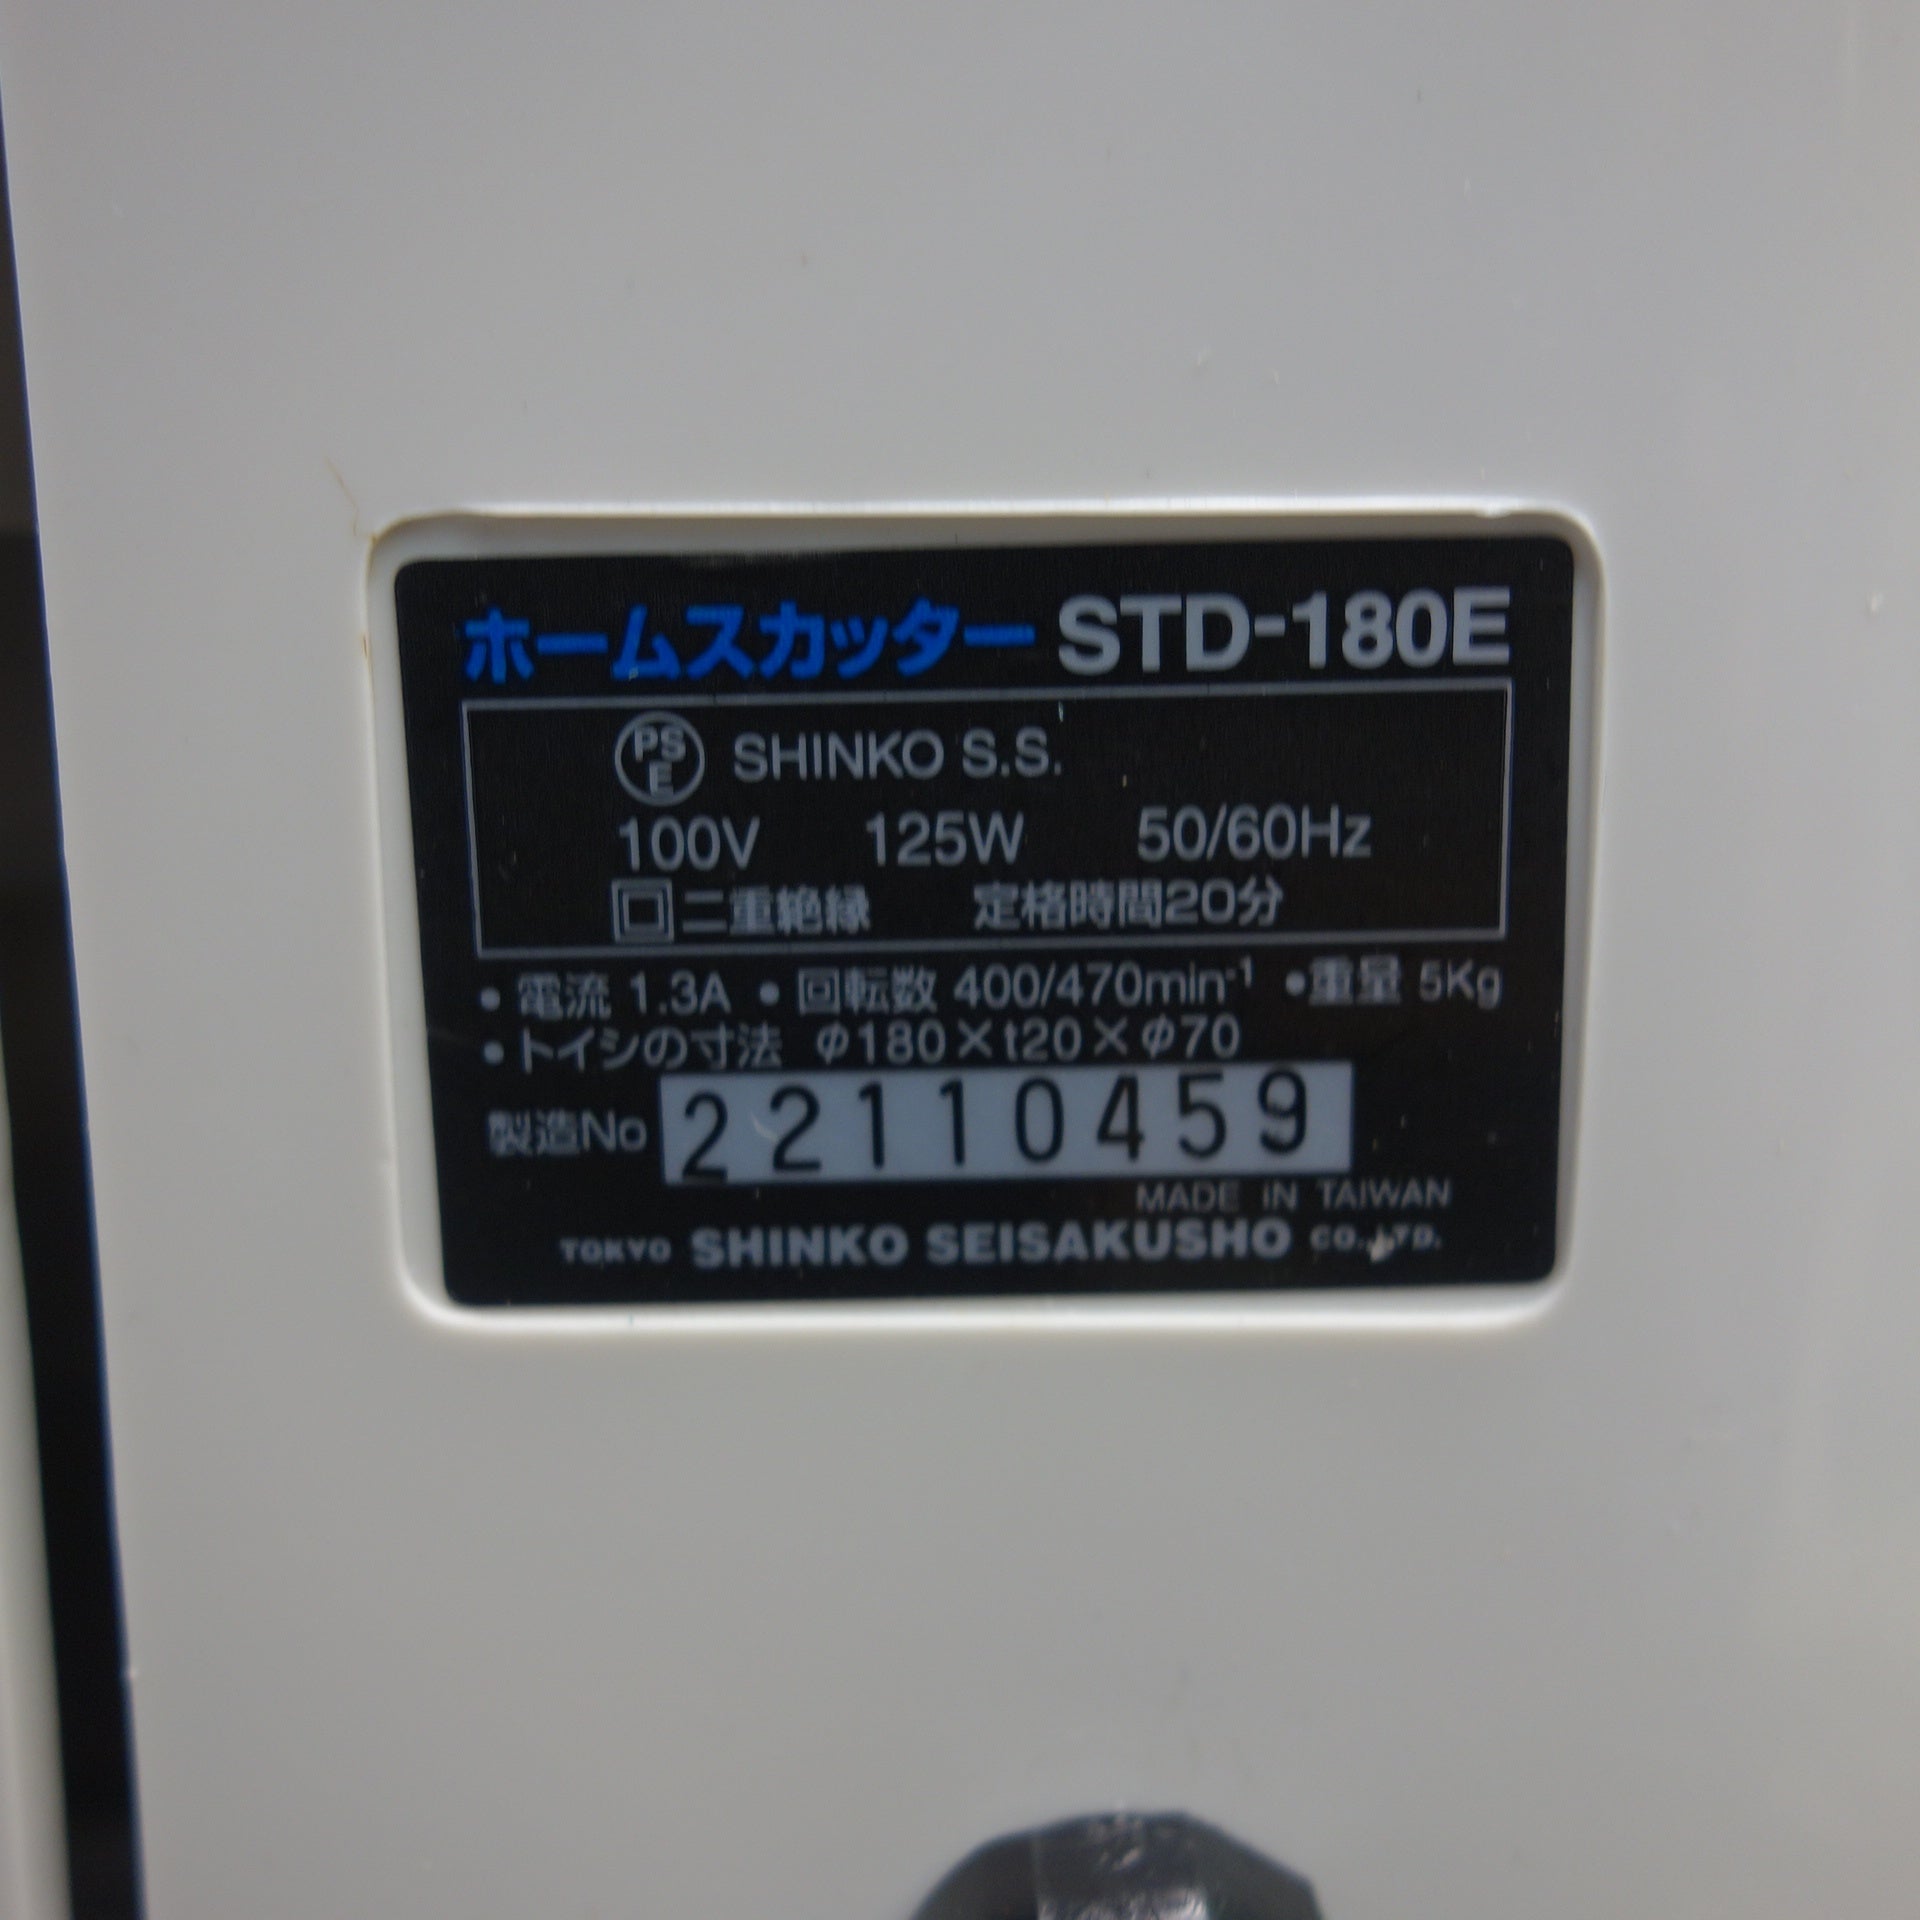 ホームスカッター STD-180E
PSE SHINKO S.S.
100V 125W 50/60Hz
二重絶縁 定格時間20分
• 電流 1.3A • 回転数 400/470min⁻¹ •重量 5Kg
• トイシの寸法 φ180×t20×φ70
製造No 22110459
MADE IN TAIWAN
TOKYO SHINKO SEISAKUSHO CO.,LTD.